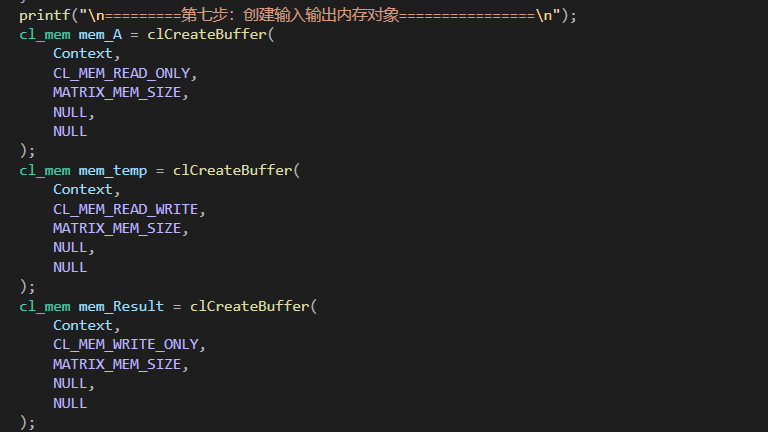 printf("\n=========第七步：创建输入输出内存对象================\n");
cl_mem mem_A = clCreateBuffer(
Context,
CL_MEM_READ_ONLY,
MATRIX_MEM_SIZE,
NULL,
NULL
);
cl_mem mem_temp = clCreateBuffer(
Context,
CL_MEM_READ_WRITE,
MATRIX_MEM_SIZE,
NULL,
NULL
);
cl_mem mem_Result = clCreateBuffer(
Context,
CL_MEM_WRITE_ONLY,
MATRIX_MEM_SIZE,
NULL,
NULL
);